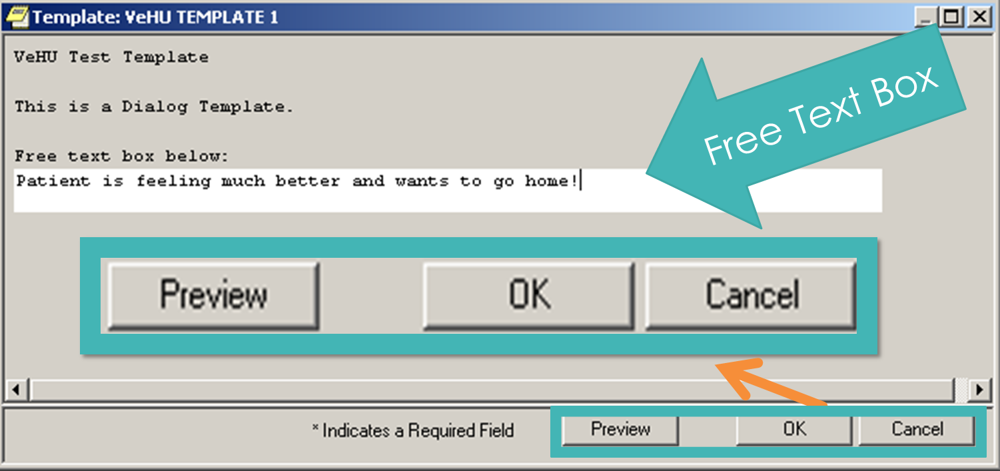 Template: VeHU TEMPLATE 1
VeHU Test Template
This is a Dialog Template.
Free text box below:
Patient is feeling much better and wants to go home!
Free Text Box
Preview OK Cancel
* Indicates a Required Field Preview OK Cancel